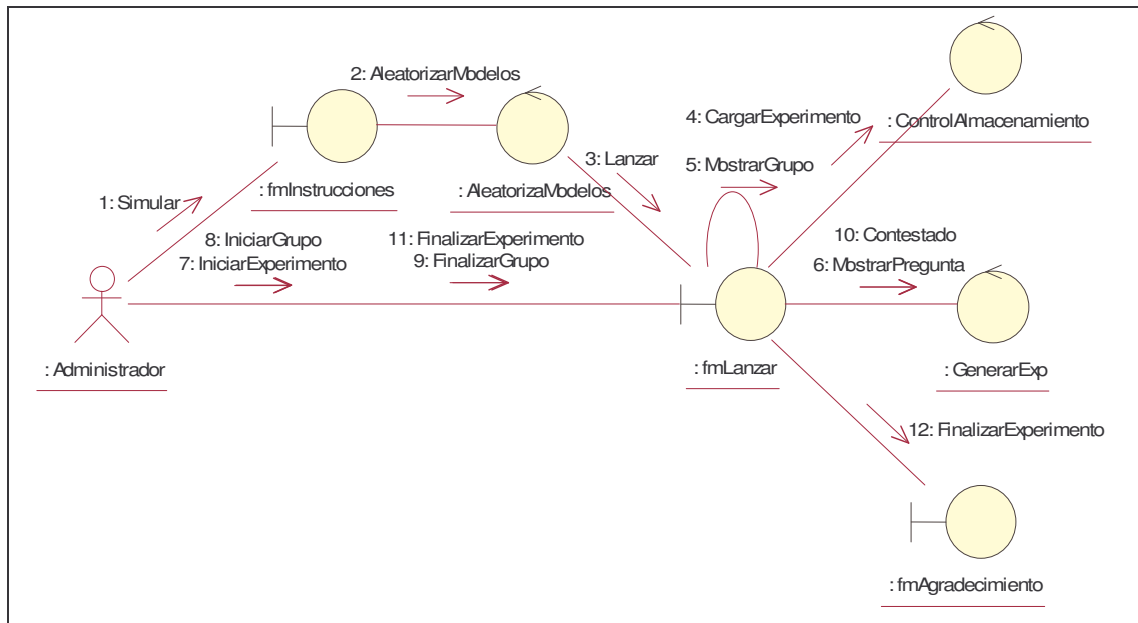 2: AleatorizarModelos
4: CargarExperimento
: ControlAlmacenamiento
3: Lanzar
5: MostrarGrupo
: fmInstrucciones
: AleatorizaModelos
1: Simular
8: IniciarGrupo
7: IniciarExperimento
11: FinalizarExperimento
9: FinalizarGrupo
10: Contestado
6: MostrarPregunta
: Administrador
: fmLanzar
: GenerarExp
12: FinalizarExperimento
: fmAgradecimiento